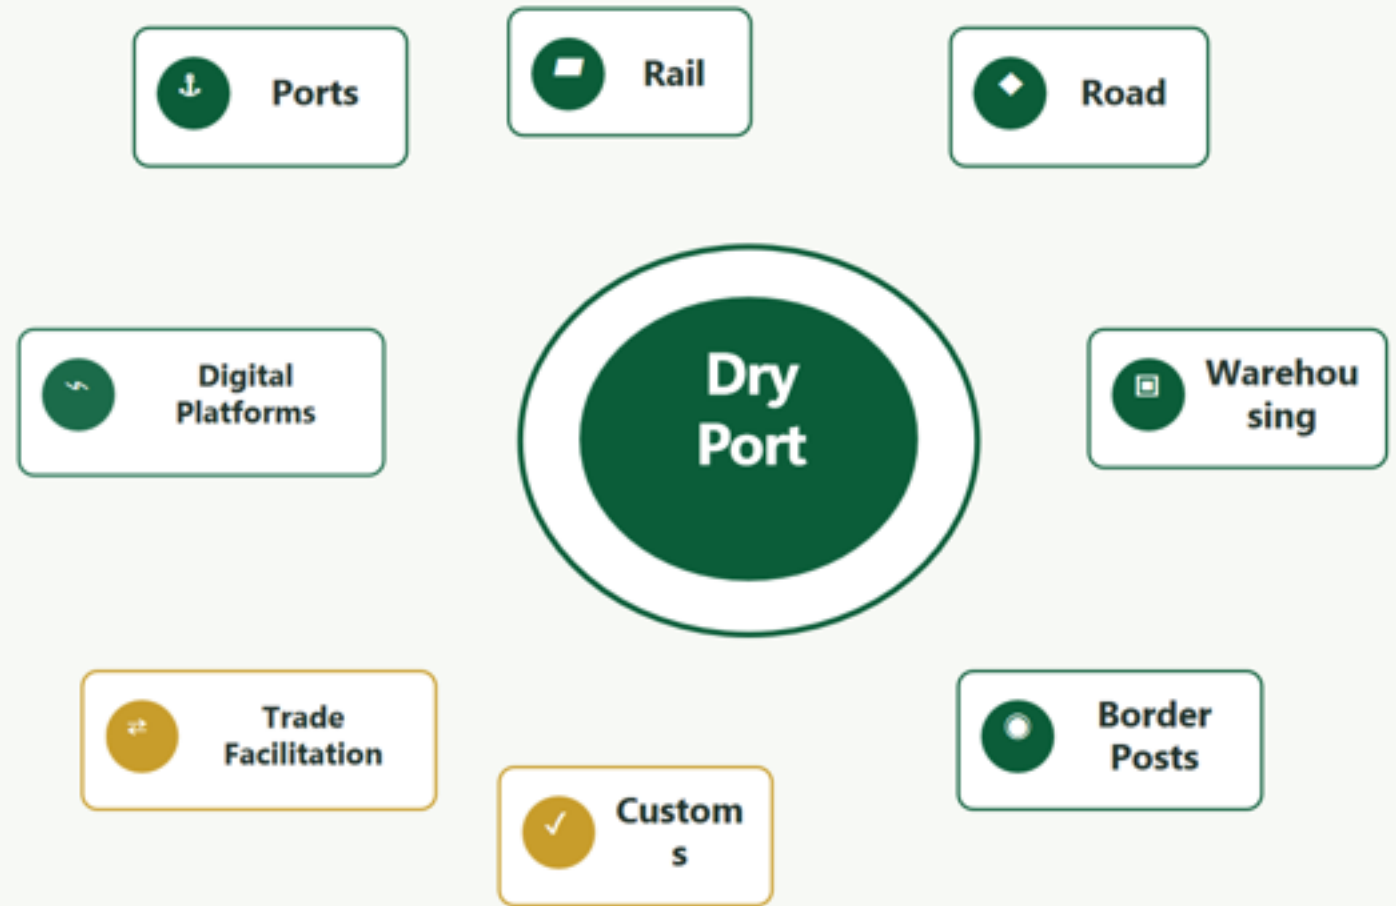 Ports
Rail
Road
Digital
Platforms
Dry
Port
Warehou
sing
Trade
Facilitation
Custom
s
Border
Posts